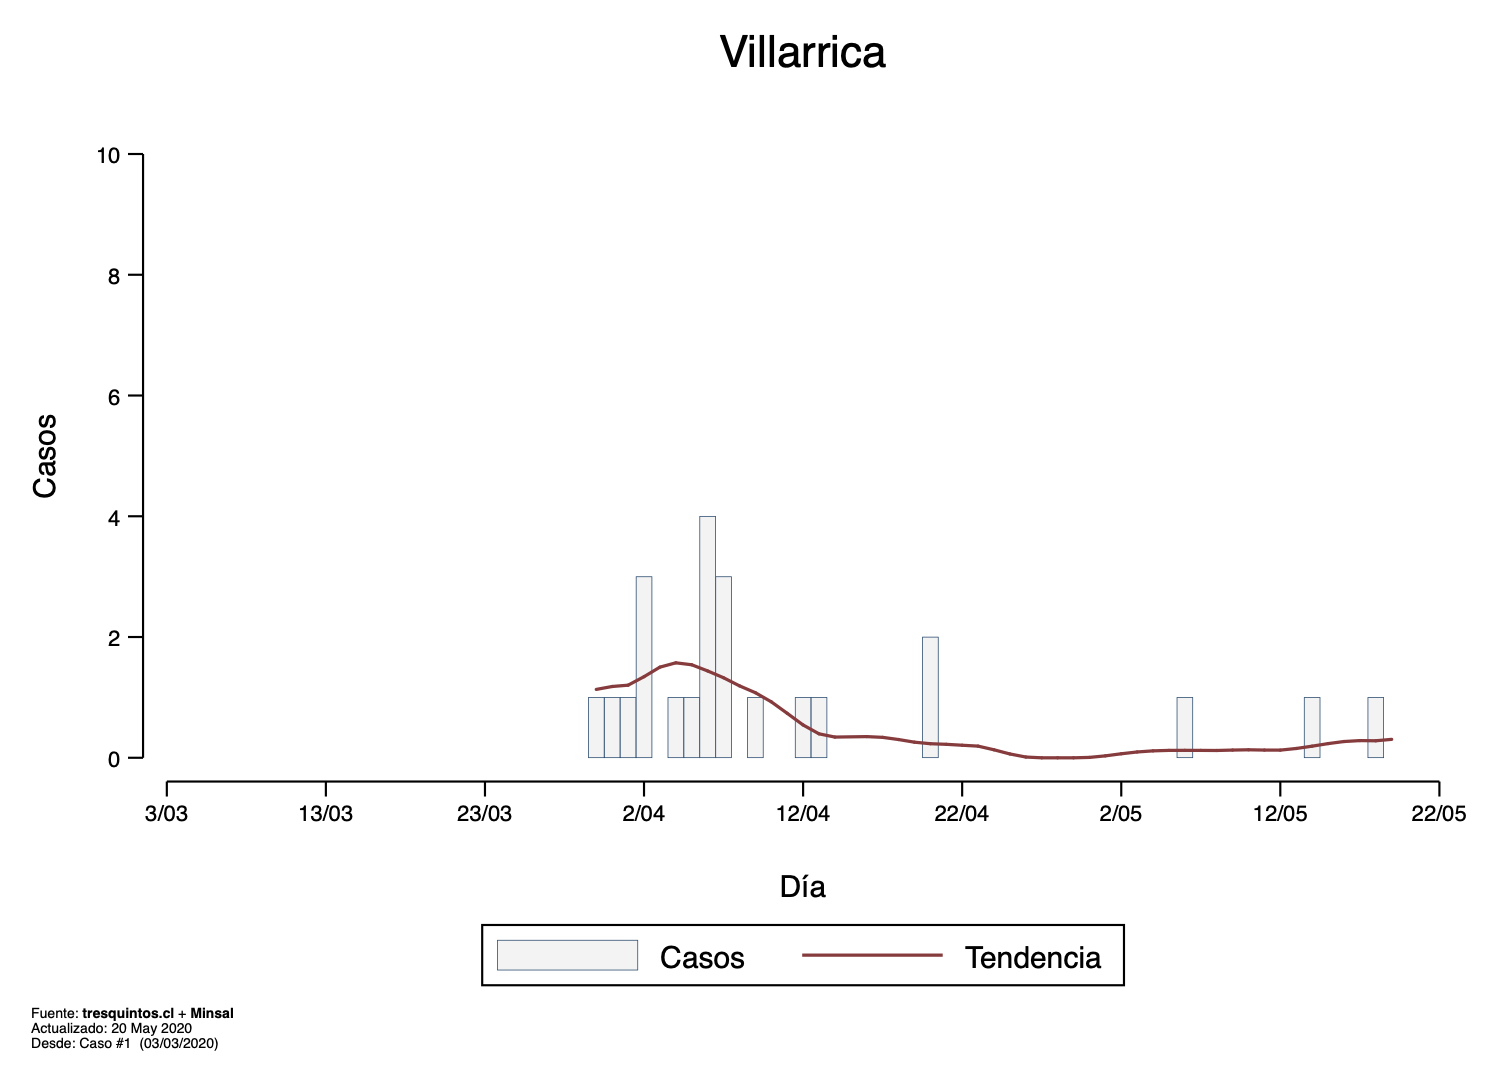 Villarrica
10
8
6
4
2
0
Casos
3/03 13/03 23/03 2/04 12/04 22/04 2/05 12/05 22/05
Día
Casos Tendencia
Fuente: tresquintos.cl + Minsal
Actualizado: 20 May 2020
Desde: Caso #1 (03/03/2020)